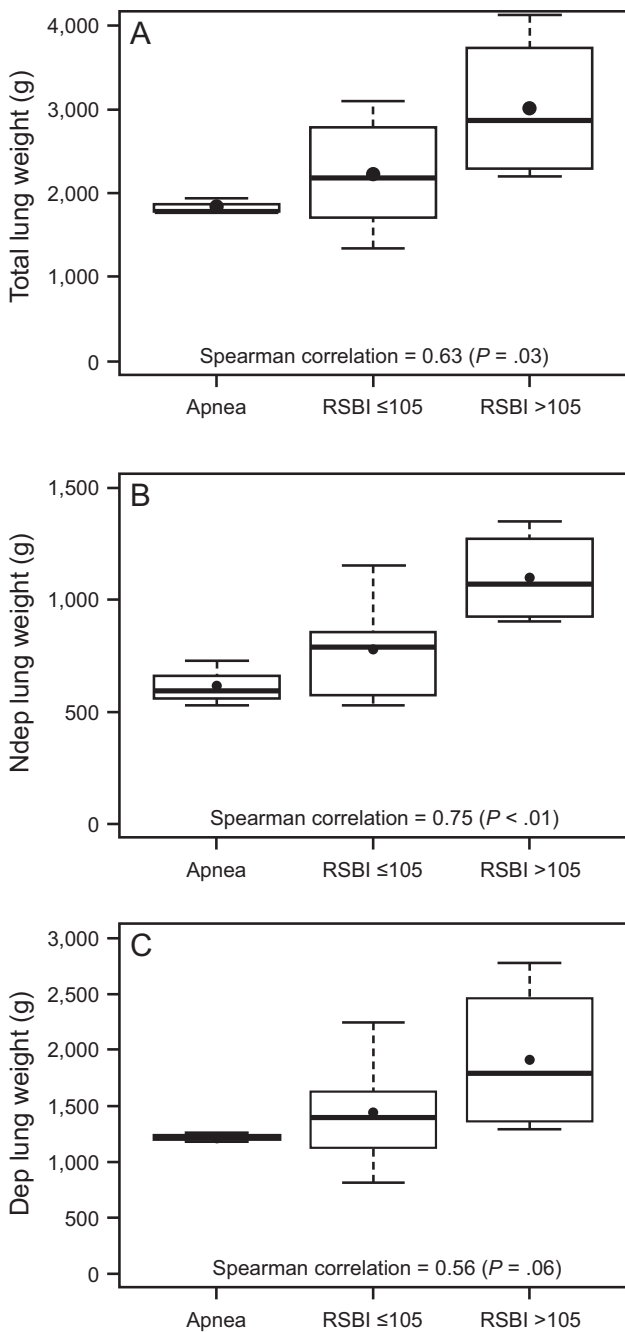 A
Total lung weight (g)
4,000
3,000
2,000
1,000
0
Spearman correlation = 0.63 (P = .03)
Apnea RSBI ≤105 RSBI >105
B
Ndep lung weight (g)
1,500
1,000
500
0
Spearman correlation = 0.75 (P < .01)
Apnea RSBI ≤105 RSBI >105
C
Dep lung weight (g)
3,000
2,500
2,000
1,500
1,000
500
0
Spearman correlation = 0.56 (P = .06)
Apnea RSBI ≤105 RSBI >105